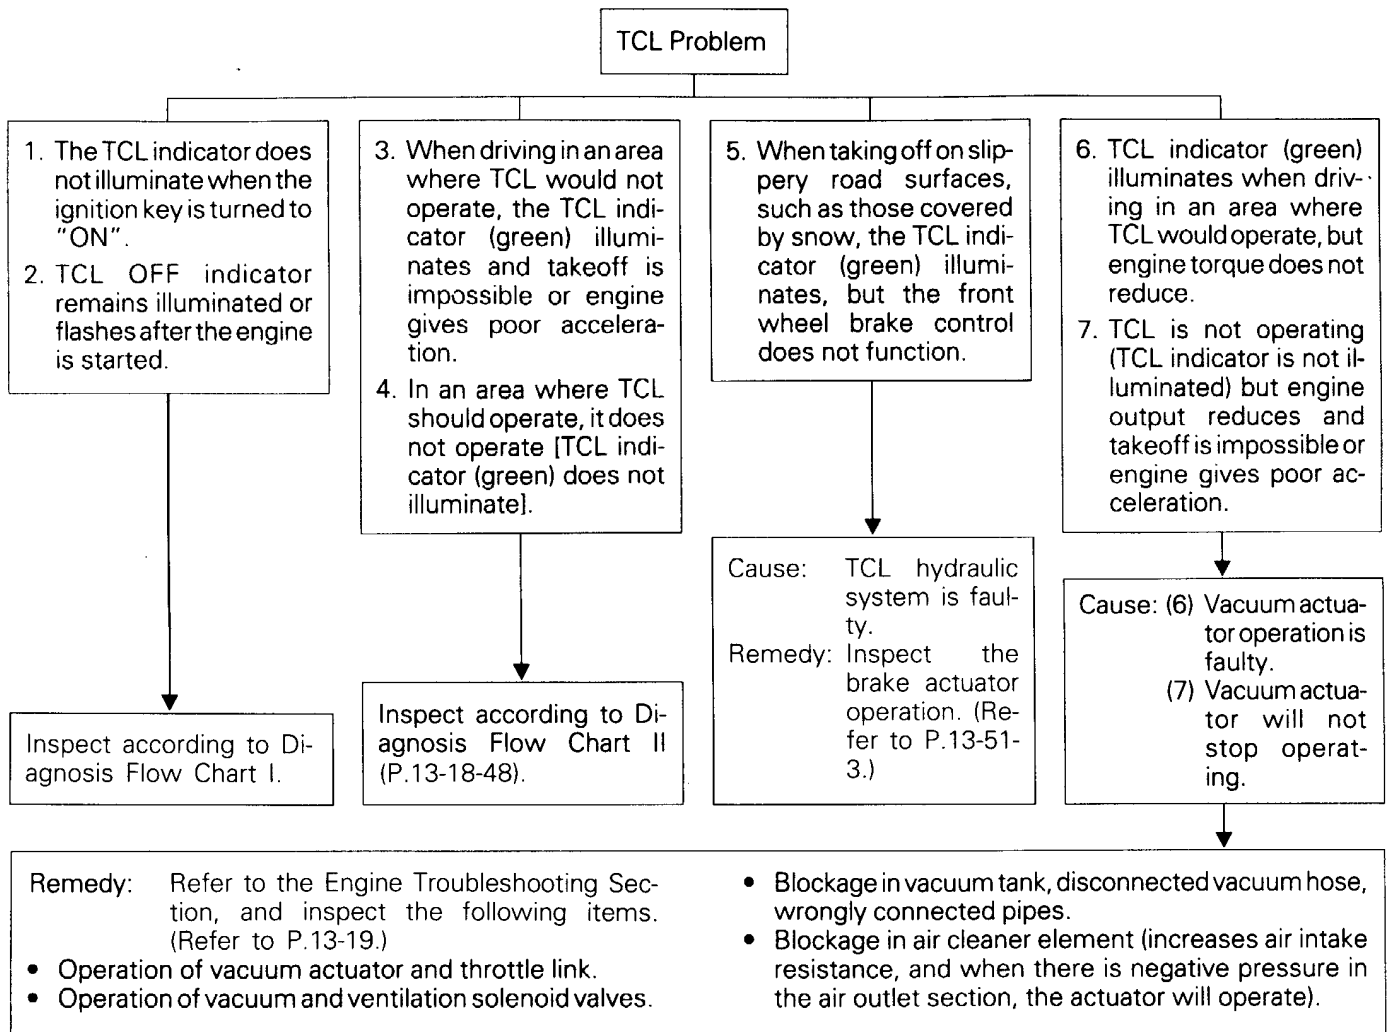 TCL Problem
1. The TCL indicator does
not illuminate when the
ignition key is turned to
"ON".
2. TCL OFF indicator
remains illuminated or
flashes after the engine
is started.
3. When driving in an area
where TCL would not
operate, the TCL indi-
cator (green) illumi-
nates and takeoff is
impossible or engine
gives poor accelera-
tion.
4. In an area where TCL
should operate, it does
not operate [TCL indi-
cator (green) does not
illuminate].
5. When taking off on slip-
pery road surfaces,
such as those covered
by snow, the TCL indi-
cator (green) illumi-
nates, but the front
wheel brake control
does not function.
6. TCL indicator (green)
illuminates when driv-
ing in an area where
TCL would operate, but
engine torque does not
reduce.
7. TCL is not operating
(TCL indicator is not il-
luminated) but engine
output reduces and
takeoff is impossible or
engine gives poor ac-
celeration.
Inspect according to Di-
agnosis Flow Chart I.
Inspect according to Di-
agnosis Flow Chart II
(P.13-18-48).
Cause: TCL hydraulic
system is faul-
ty.
Remedy: Inspect the
brake actuator
operation. (Re-
fer to P.13-51-
3.)
Cause: (6) Vacuum actua-
tor operation is
faulty.
(7) Vacuum actua-
tor will not
stop operat-
ing.
Remedy: Refer to the Engine Troubleshooting Sec-
tion, and inspect the following items.
(Refer to P.13-19.)
• Operation of vacuum actuator and throttle link.
• Operation of vacuum and ventilation solenoid valves.
• Blockage in vacuum tank, disconnected vacuum hose,
wrongly connected pipes.
• Blockage in air cleaner element (increases air intake
resistance, and when there is negative pressure in
the air outlet section, the actuator will operate).